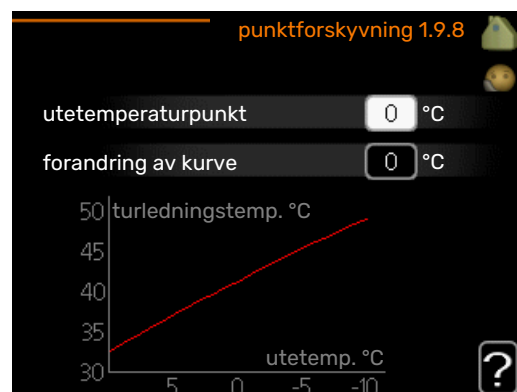 punktforskyvning 1.9.8
utetemperaturpunkt 0 °C
forandring av kurve 0 °C
50 turledningstemp. °C
45
40
35
utetemp. °C
30
5 0 -5 -10
?